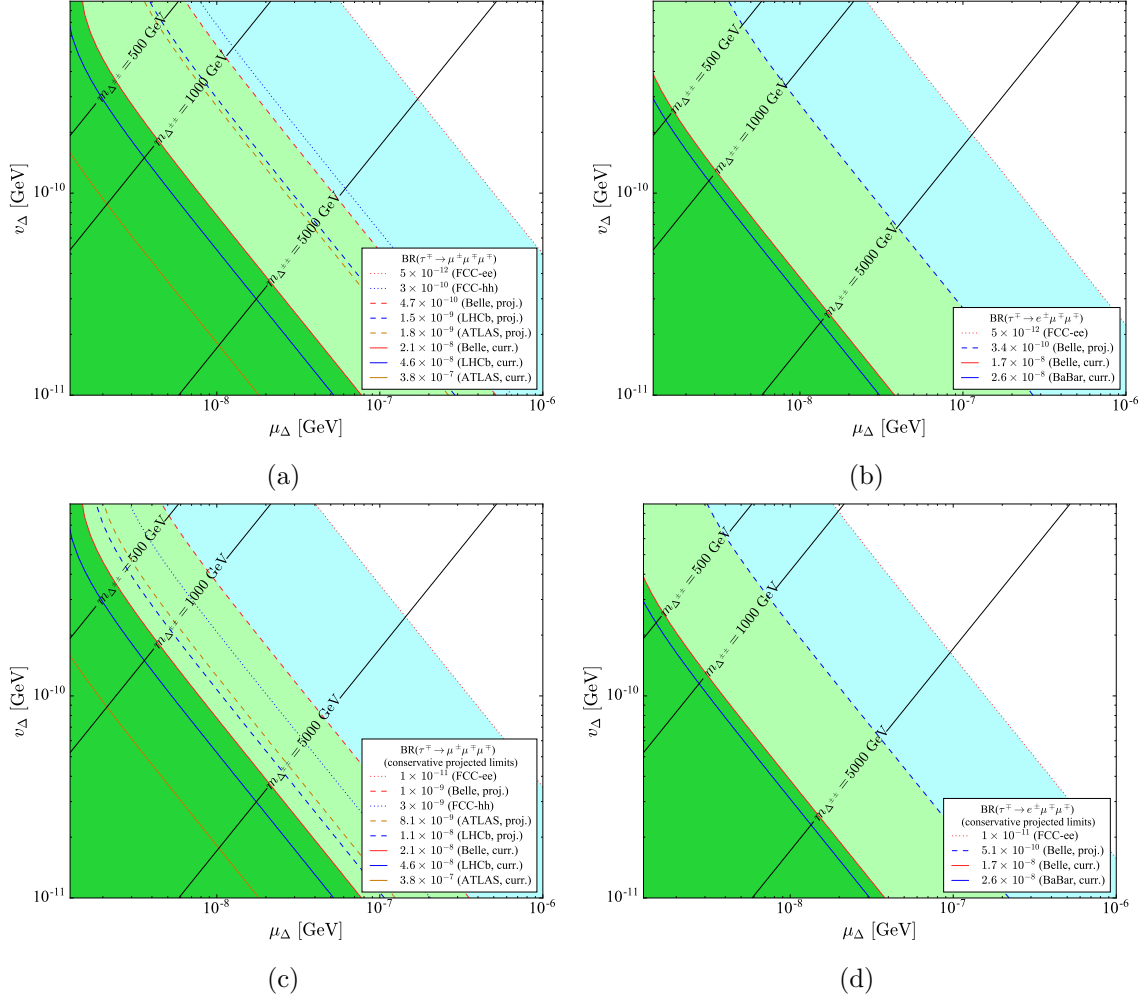 m_{Δ^{±±}} = 500 GeV
m_{Δ^{±±}} = 1000 GeV
m_{Δ^{±±}} = 5000 GeV
v_Δ [GeV]
10^{-10}
10^{-11}
BR(τ^∓ → μ^±μ^∓μ^∓)
5 × 10^{-12} (FCC-ee)
3 × 10^{-10} (FCC-hh)
4.7 × 10^{-10} (Belle, proj.)
1.5 × 10^{-9} (LHCb, proj.)
1.8 × 10^{-9} (ATLAS, proj.)
2.1 × 10^{-8} (Belle, curr.)
4.6 × 10^{-8} (LHCb, curr.)
3.8 × 10^{-7} (ATLAS, curr.)
10^{-8}
10^{-7}
10^{-6}
μ_Δ [GeV]
(a)
m_{Δ^{±±}} = 500 GeV
m_{Δ^{±±}} = 1000 GeV
m_{Δ^{±±}} = 5000 GeV
v_Δ [GeV]
10^{-10}
10^{-11}
BR(τ^∓ → e^±μ^∓μ^∓)
5 × 10^{-12} (FCC-ee)
3.4 × 10^{-10} (Belle, proj.)
1.7 × 10^{-8} (Belle, curr.)
2.6 × 10^{-8} (BaBar, curr.)
10^{-8}
10^{-7}
10^{-6}
μ_Δ [GeV]
(b)
m_{Δ^{±±}} = 500 GeV
m_{Δ^{±±}} = 1000 GeV
m_{Δ^{±±}} = 5000 GeV
v_Δ [GeV]
10^{-10}
10^{-11}
BR(τ^∓ → μ^±μ^∓μ^∓)
(conservative projected limits)
1 × 10^{-11} (FCC-ee)
1 × 10^{-9} (Belle, proj.)
3 × 10^{-9} (FCC-hh)
8.1 × 10^{-9} (ATLAS, proj.)
1.1 × 10^{-8} (LHCb, proj.)
2.1 × 10^{-8} (Belle, curr.)
4.6 × 10^{-8} (LHCb, curr.)
3.8 × 10^{-7} (ATLAS, curr.)
10^{-8}
10^{-7}
10^{-6}
μ_Δ [GeV]
(c)
m_{Δ^{±±}} = 500 GeV
m_{Δ^{±±}} = 1000 GeV
m_{Δ^{±±}} = 5000 GeV
v_Δ [GeV]
10^{-10}
10^{-11}
BR(τ^∓ → e^±μ^∓μ^∓)
(conservative projected limits)
1 × 10^{-11} (FCC-ee)
5.1 × 10^{-10} (Belle, proj.)
1.7 × 10^{-8} (Belle, curr.)
2.6 × 10^{-8} (BaBar, curr.)
10^{-8}
10^{-7}
10^{-6}
μ_Δ [GeV]
(d)